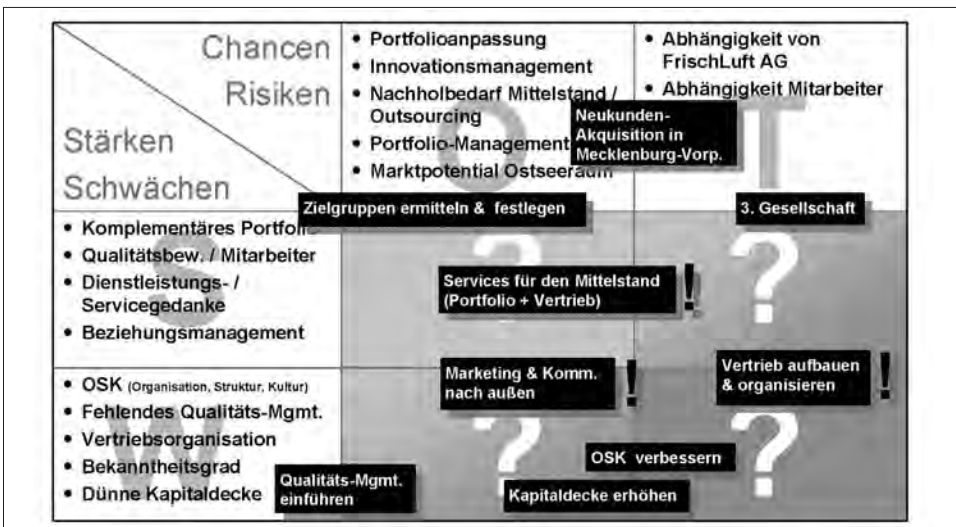 Chancen
Risiken
Stärken
Schwächen
• Portfolioanpassung
• Innovationsmanagement
• Nachholbedarf Mittelstand /
Outsourcing
• Portfolio-Management
• Marktpotential Ostseeraum
O
• Abhängigkeit von
FrischLuft AG
• Abhängigkeit Mitarbeiter
T
Neukunden-
Akquisition in
Mecklenburg-Vorp.
Zielgruppen ermitteln & festlegen
3. Gesellschaft
• Komplementäres Portfolio
• Qualitätsbew. / Mitarbeiter
• Dienstleistungs- /
Servicegedanke
• Beziehungsmanagement
S
?
?
Services für den Mittelstand
(Portfolio + Vertrieb)
!
Marketing & Komm.
nach außen
!
Vertrieb aufbauen
& organisieren
!
• OSK (Organisation, Struktur, Kultur)
• Fehlendes Qualitäts-Mgmt.
• Vertriebsorganisation
• Bekanntheitsgrad
• Dünne Kapitaldecke
W
?
?
OSK verbessern
Qualitäts-Mgmt.
einführen
Kapitaldecke erhöhen